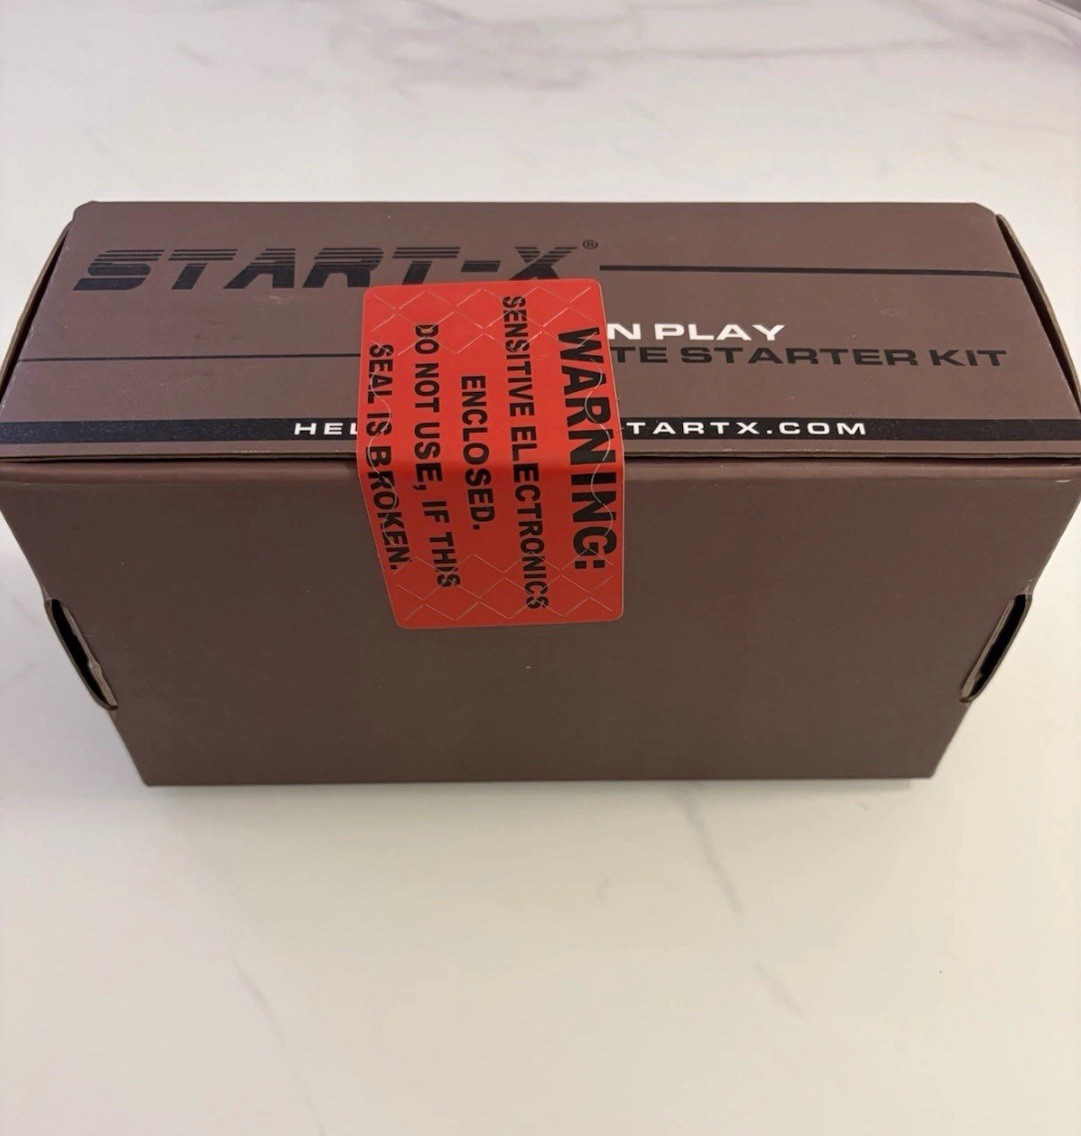 START-X®
N PLAY
TE STARTER KIT
HEL
TARTX.COM
WARNING:
SENSITIVE ELECTRONICS
ENCLOSED.
DO NOT USE, IF THIS
SEAL IS BROKEN.